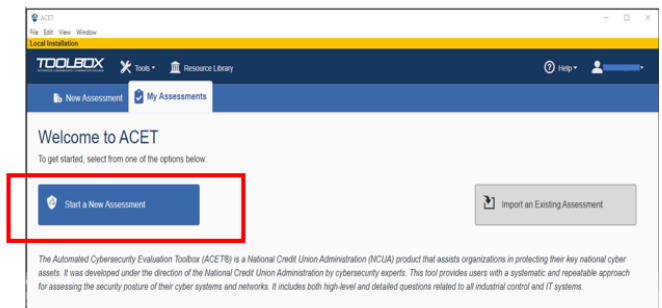 ACET
File Edit View Window
Local Installation
TOOLBOX Tools Resource Library Help
New Assessment My Assessments
Welcome to ACET
To get started, select from one of the options below:
Start a New Assessment Import an Existing Assessment
The Automated Cybersecurity Evaluation Toolbox (ACET®) is a National Credit Union Administration (NCUA) product that assists organizations in protecting their key national cyber
assets. It was developed under the direction of the National Credit Union Administration by cybersecurity experts. This tool provides users with a systematic and repeatable approach
for assessing the security posture of their cyber systems and networks. It includes both high-level and detailed questions related to all industrial control and IT systems.